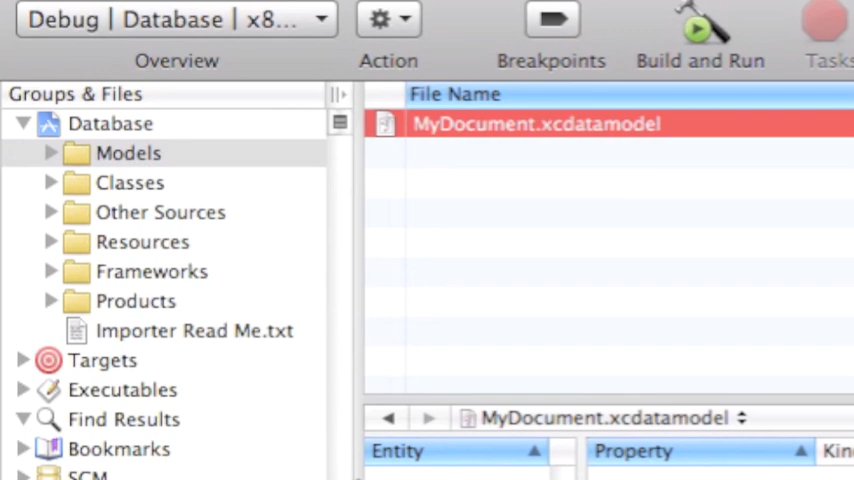 Debug | Database | x8...
Overview
Action
Breakpoints
Build and Run
Tasks
Groups & Files
File Name
Database
MyDocument.xcdatamodel
Models
Classes
Other Sources
Resources
Frameworks
Products
Importer Read Me.txt
Targets
Executables
Find Results
MyDocument.xcdatamodel
Bookmarks
Entity
Property
Kin
SCM